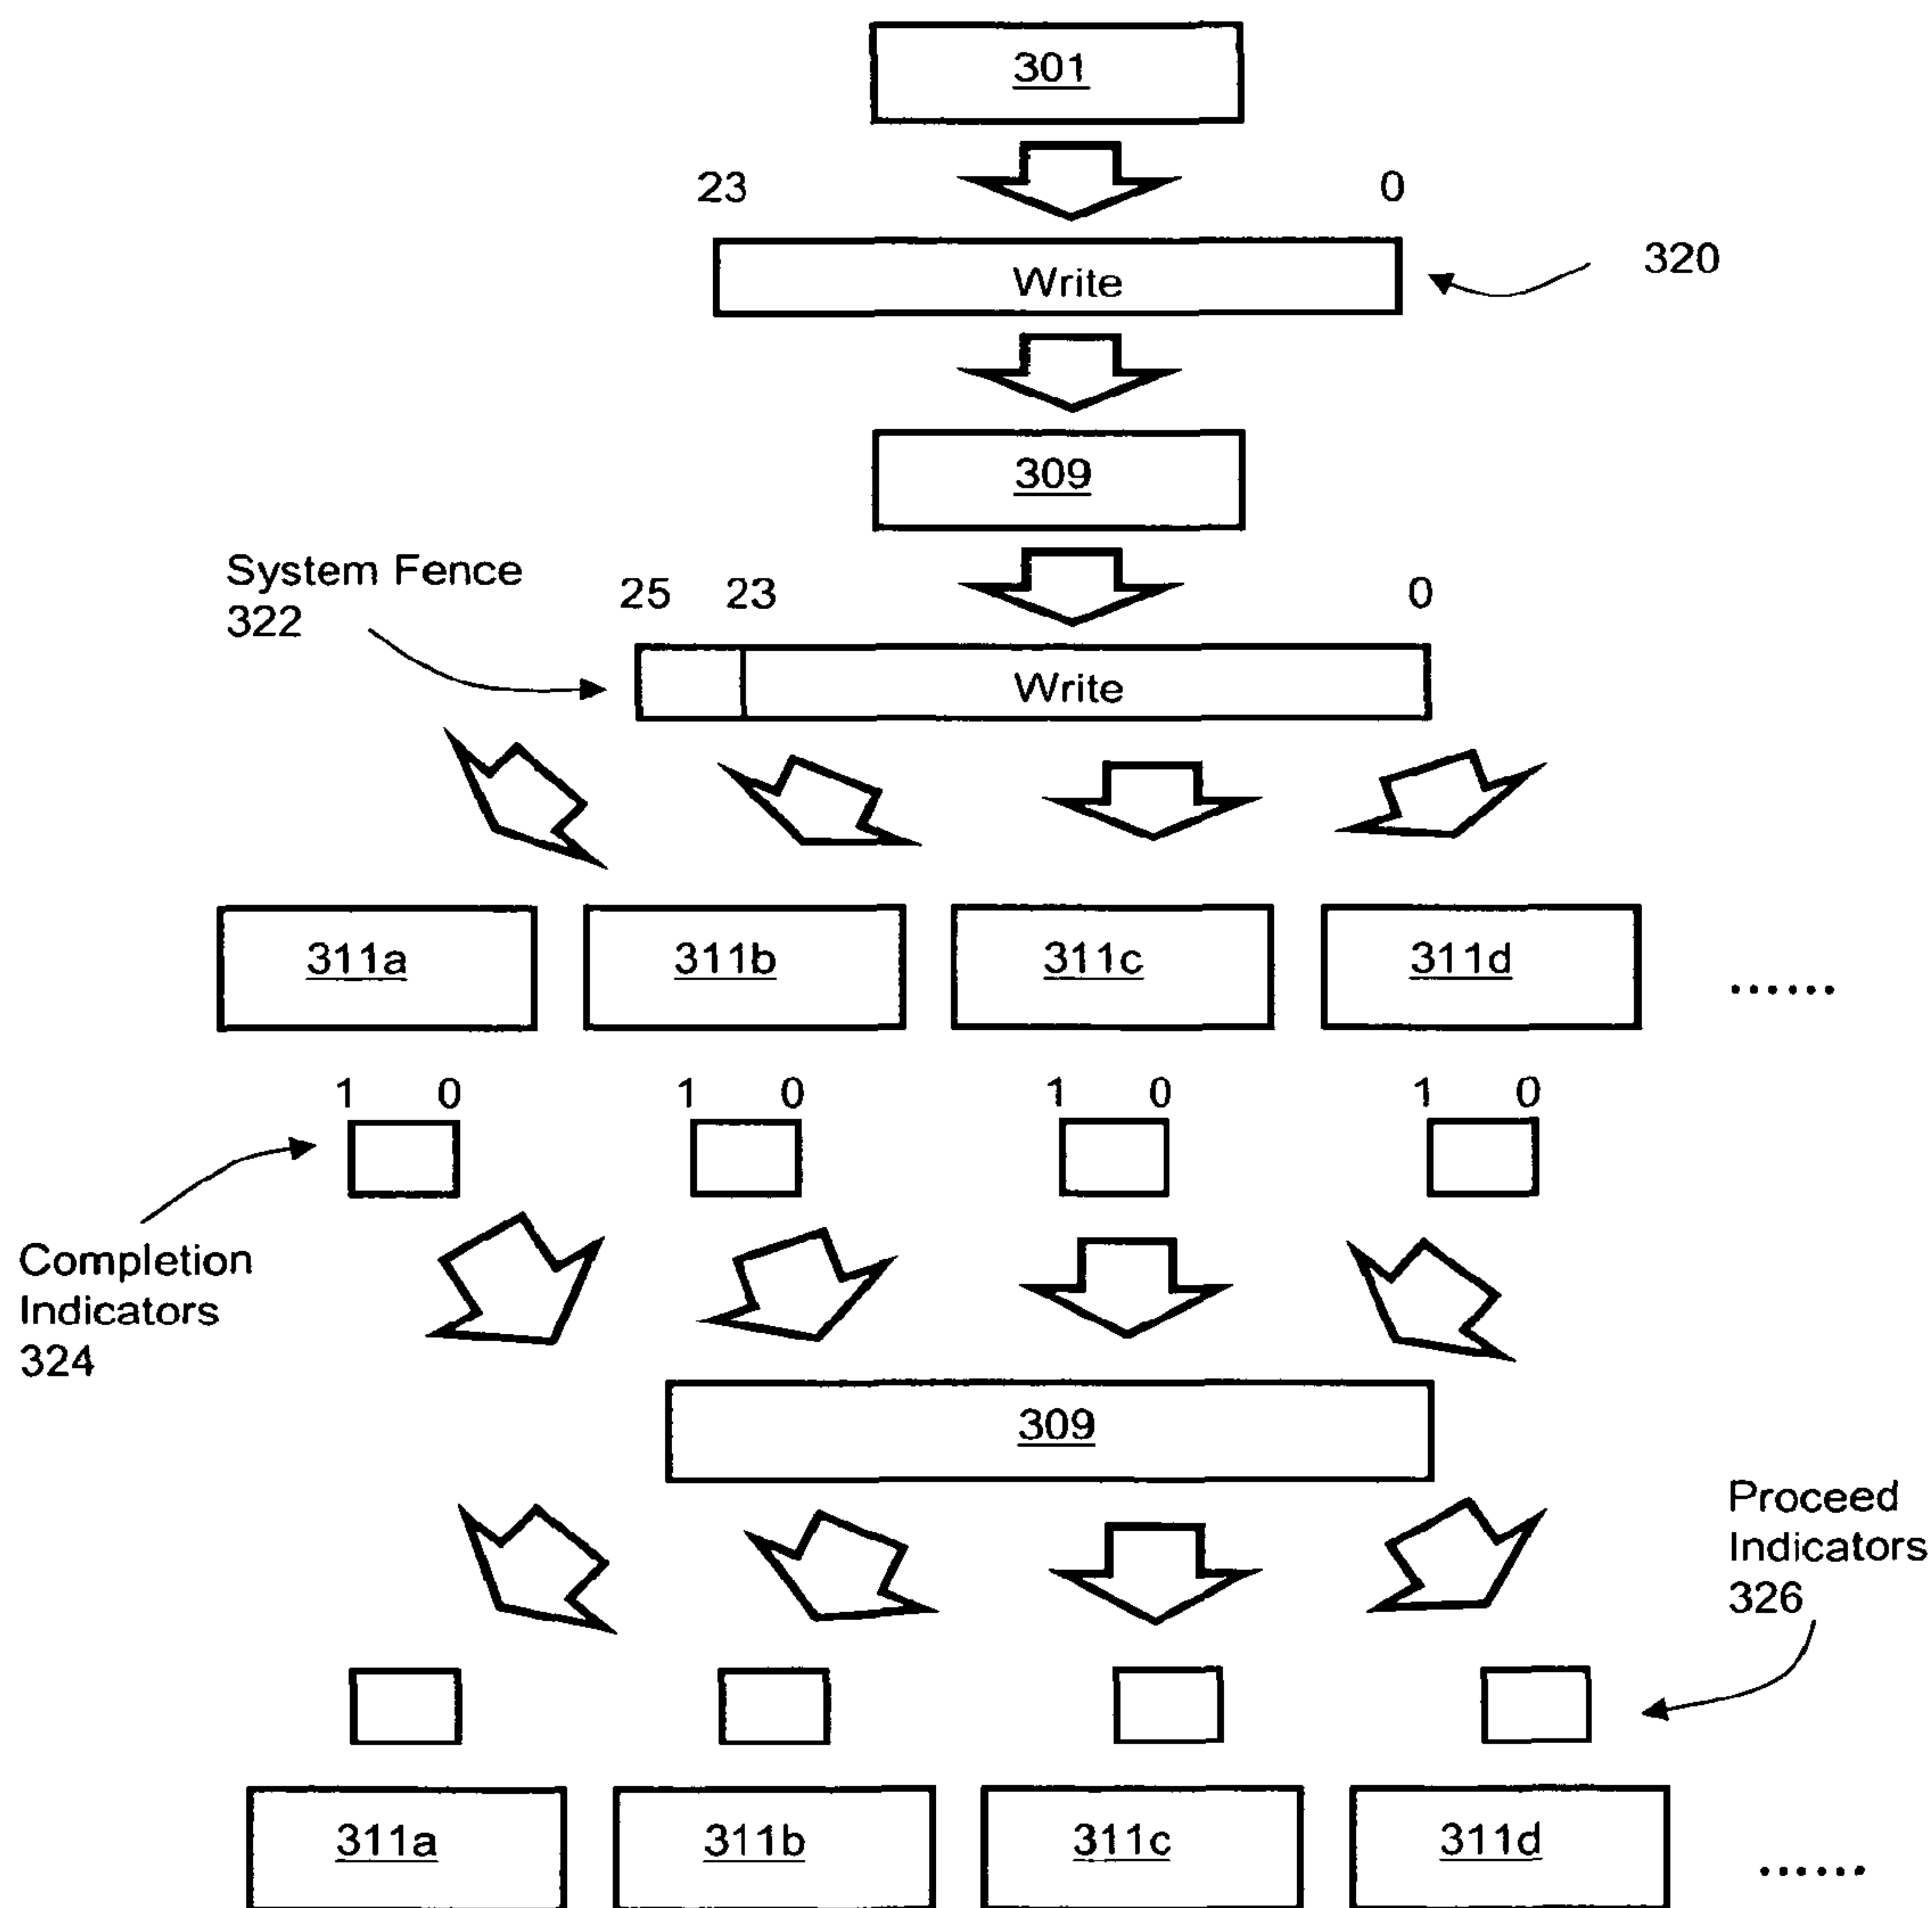 301
23 0
320
Write
309
System Fence
322
25 23 0
Write
311a 311b 311c 311d ......
1 0 1 0 1 0 1 0
Completion
Indicators
324
309
Proceed
Indicators
326
311a 311b 311c 311d ......